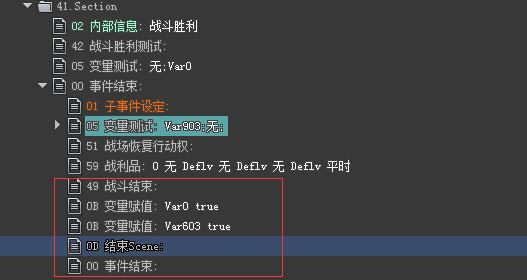 41.Section
02 内部信息: 战斗胜利
42 战斗胜利测试:
05 变量测试: 无;Var0
00 事件结束:
01 子事件设定:
05 变量测试: Var903;无;
51 战场恢复行动权:
59 战利品: 0 无 Deflv 无 Deflv 无 Deflv 平时
49 战斗结束:
0B 变量赋值: Var0 true
0B 变量赋值: Var603 true
0D 结束Scene:
00 事件结束: